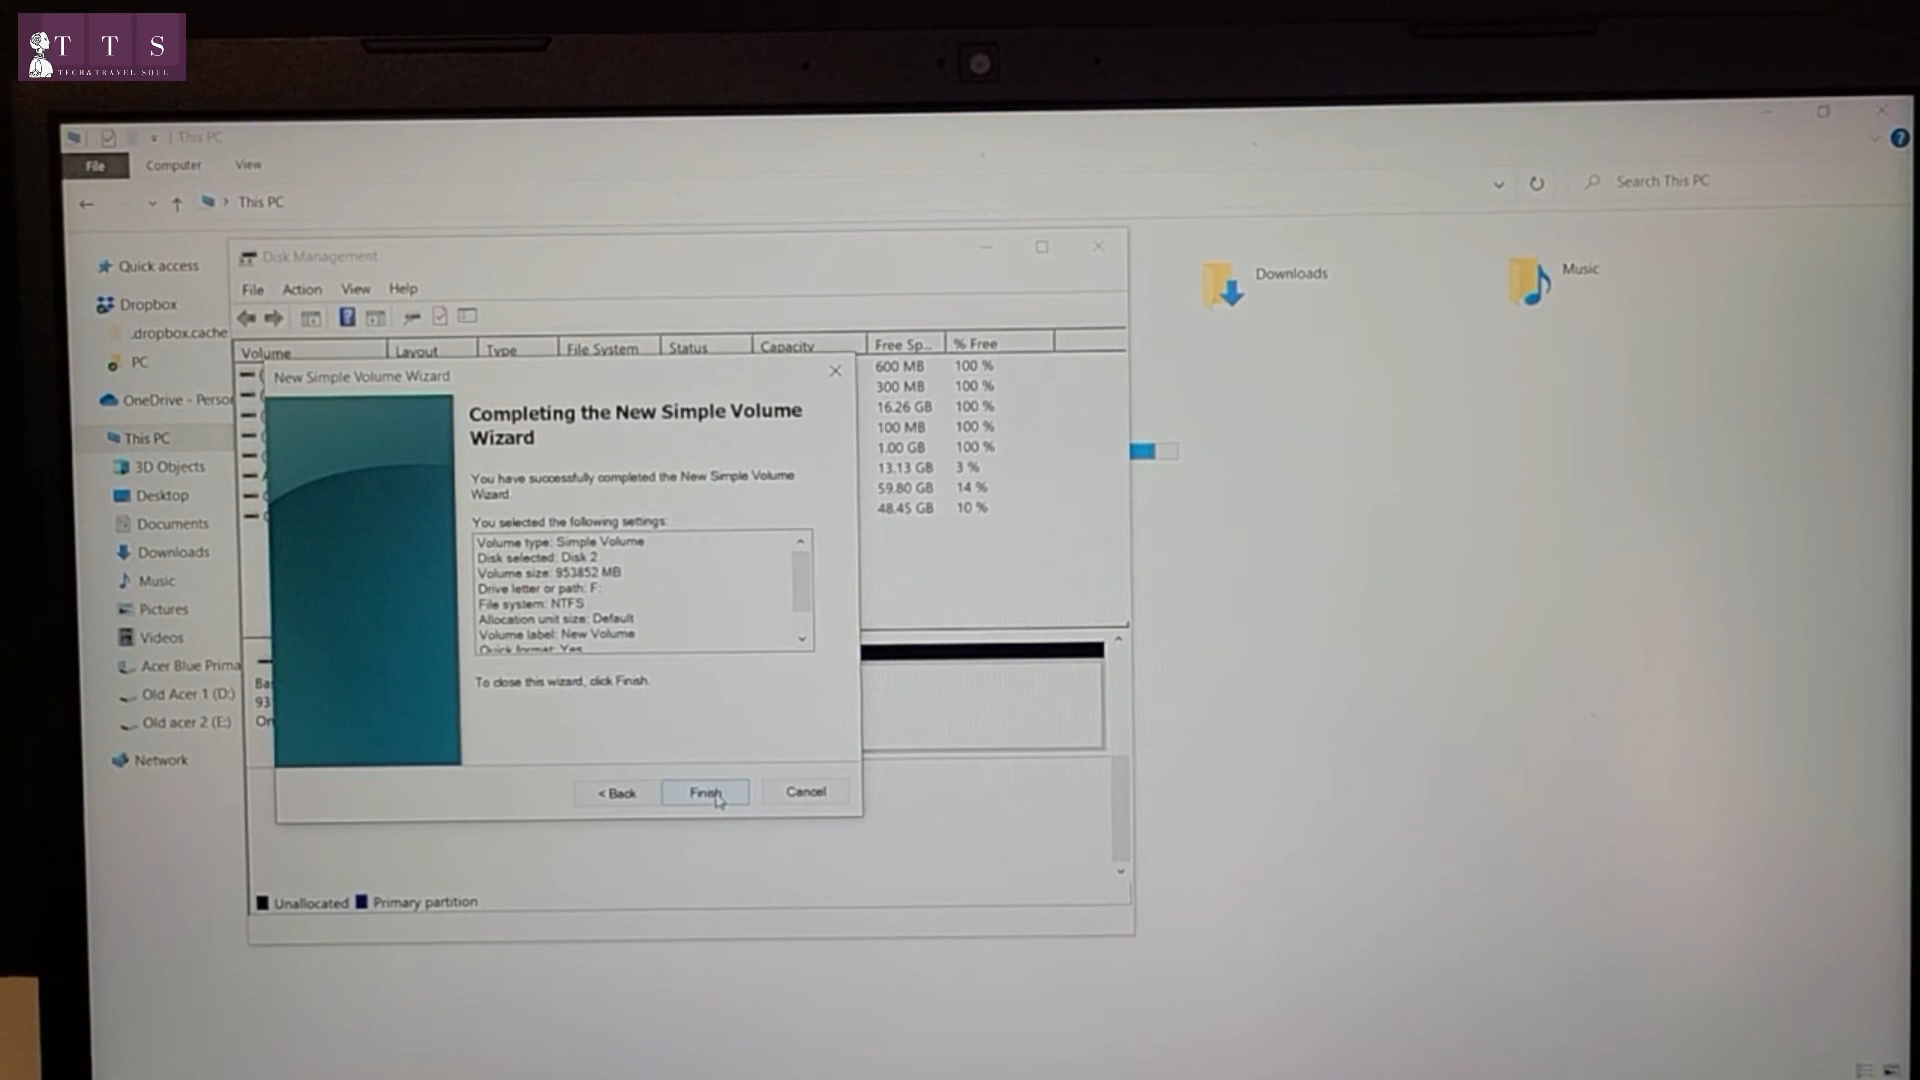 T T S
TECH&TRAVEL SOUL
This PC
File Computer View
This PC
Search This PC
Quick access
Dropbox
.dropbox.cache
PC
OneDrive - Perso
This PC
3D Objects
Desktop
Documents
Downloads
Music
Pictures
Videos
Acer Blue Prima
Old Acer 1 (D:)
Old acer 2 (E:)
Network
Downloads
Music
Disk Management
File Action View Help
Volume Layout Type File System Status Capacity Free Sp... % Free
600 MB 100 %
300 MB 100 %
16.26 GB 100 %
100 MB 100 %
1.00 GB 100 %
13.13 GB 3 %
59.80 GB 14 %
48.45 GB 10 %
New Simple Volume Wizard
Completing the New Simple Volume
Wizard
You have successfully completed the New Simple Volume
Wizard.
You selected the following settings:
Volume type: Simple Volume
Disk selected: Disk 2
Volume size: 953852 MB
Drive letter or path: F:
File system: NTFS
Allocation unit size: Default
Volume label: New Volume
Quick format: Yes
To close this wizard, click Finish.
< Back Finish Cancel
Ba
93
On
Unallocated Primary partition